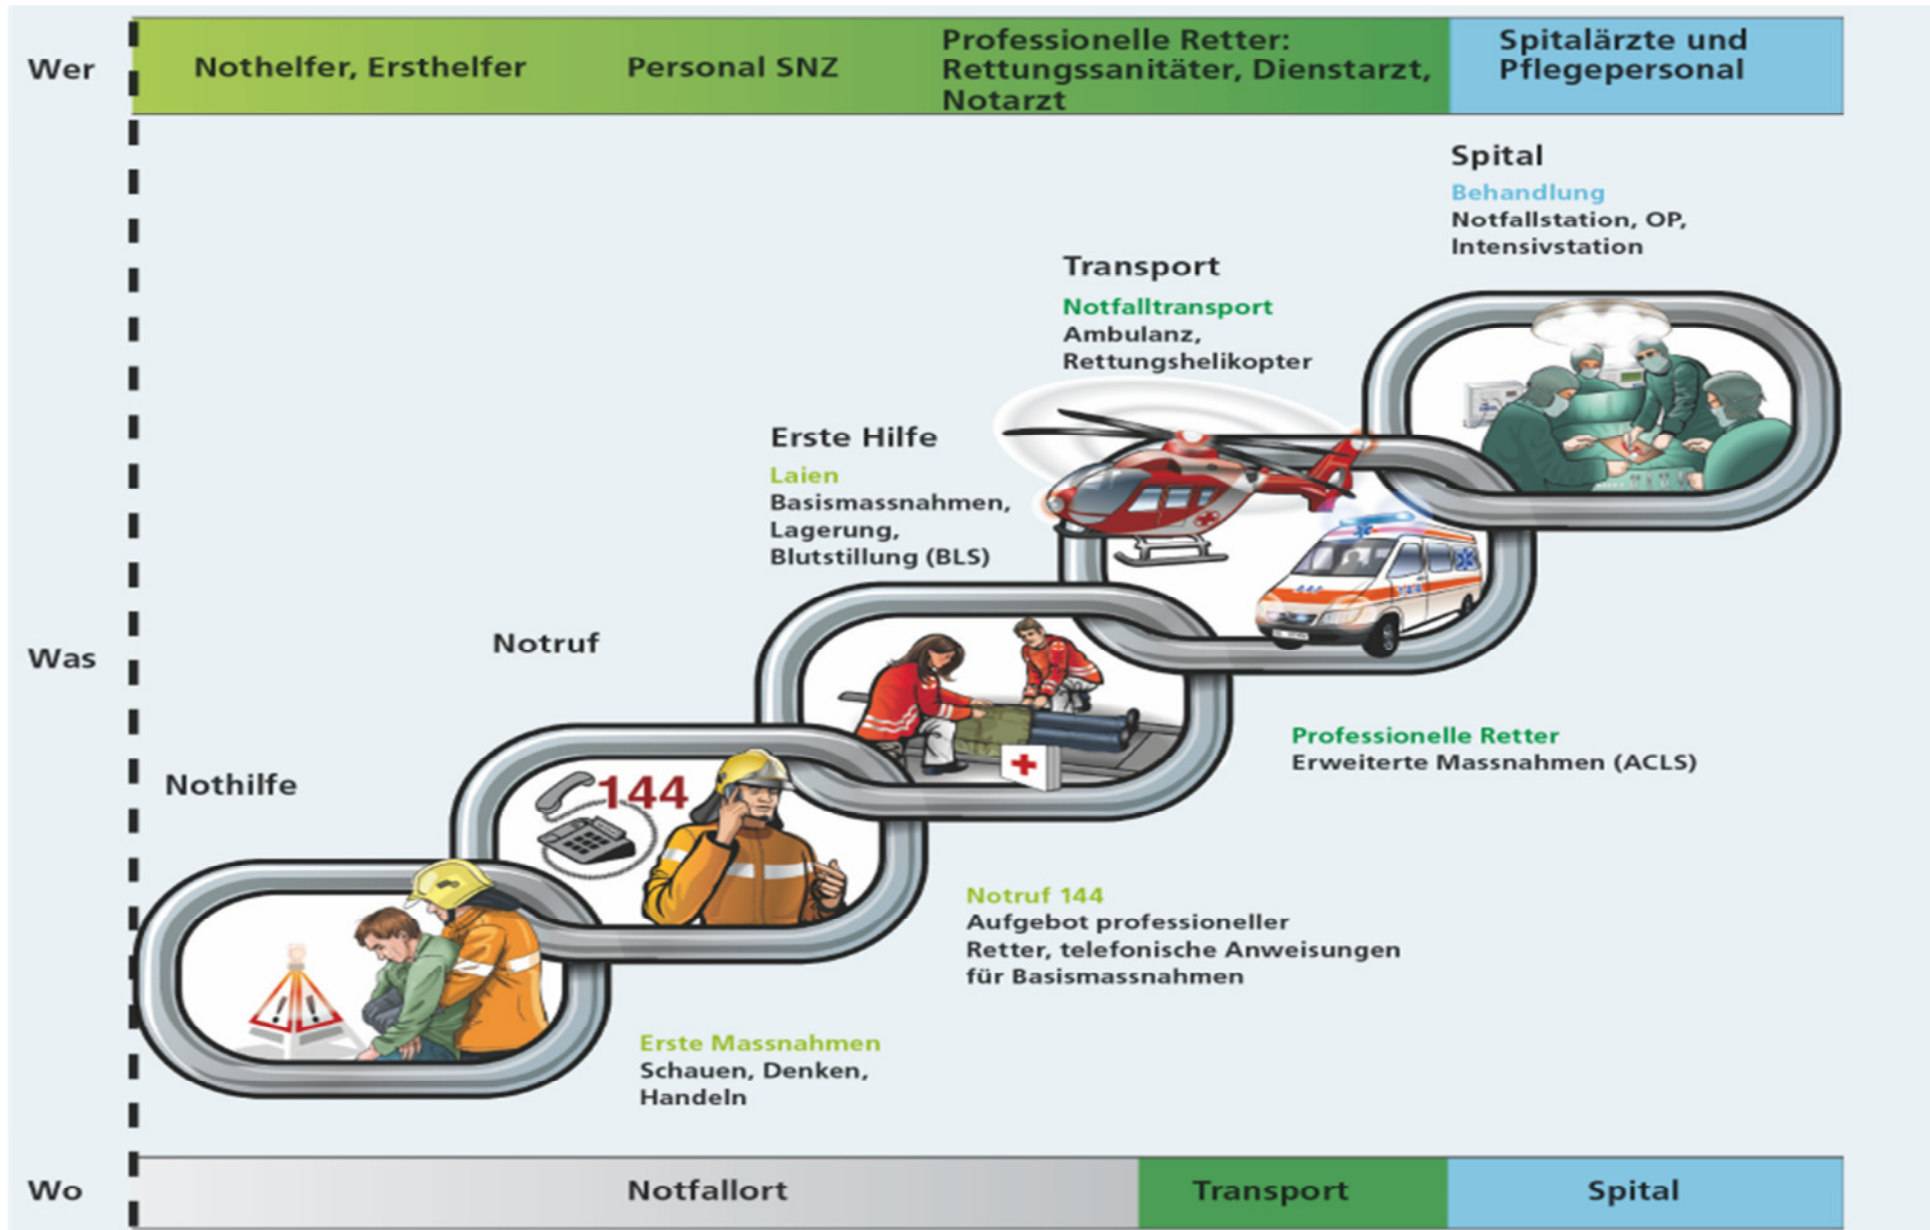 Wer
Nothelfer, Ersthelfer
Personal SNZ
Professionelle Retter:
Rettungssanitäter, Dienstarzt,
Notarzt
Spitalärzte und
Pflegepersonal
Spital
Behandlung
Notfallstation, OP,
Intensivstation
Transport
Notfalltransport
Ambulanz,
Rettungshelikopter
Erste Hilfe
Laien
Basismassnahmen,
Lagerung,
Blutstillung (BLS)
Was
Notruf
Professionelle Retter
Erweiterte Massnahmen (ACLS)
Nothilfe
144
144
Notruf 144
Aufgebot professioneller
Retter, telefonische Anweisungen
für Basismassnahmen
Erste Massnahmen
Schauen, Denken,
Handeln
Wo
Notfallort
Transport
Spital